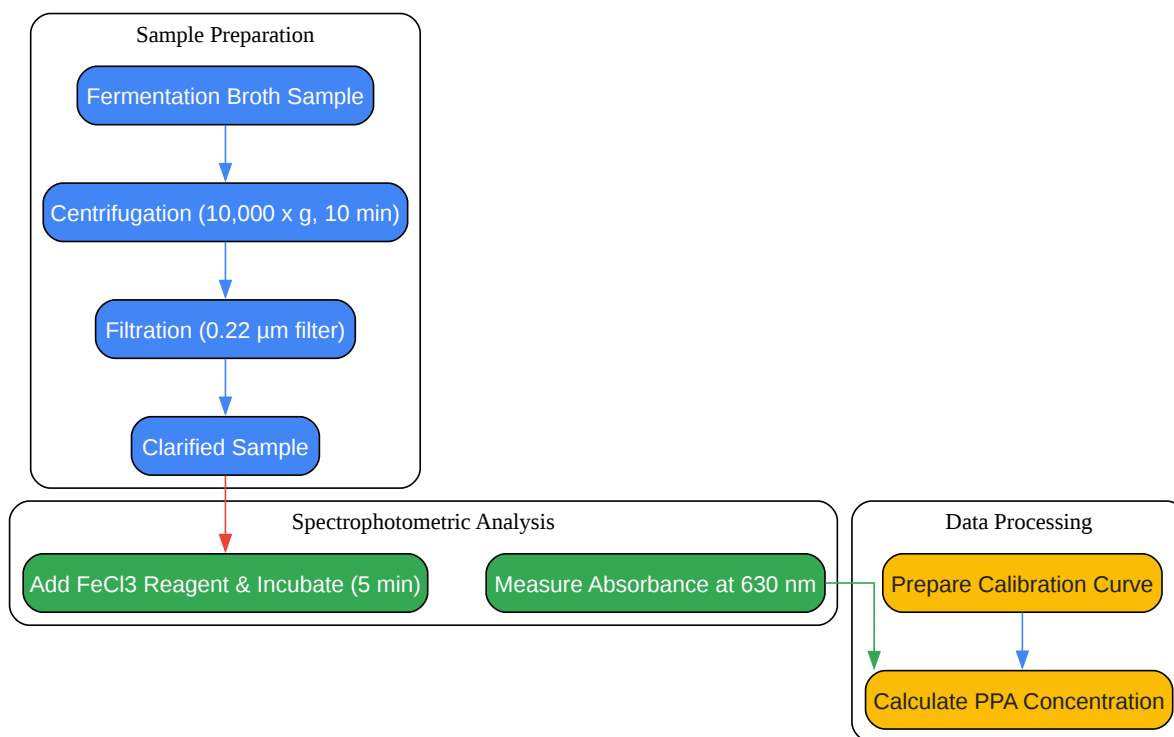 Sample Preparation
Fermentation Broth Sample
Centrifugation (10,000 x g, 10 min)
Filtration (0.22 µm filter)
Clarified Sample
Spectrophotometric Analysis
Add FeCl3 Reagent & Incubate (5 min)
Measure Absorbance at 630 nm
Data Processing
Prepare Calibration Curve
Calculate PPA Concentration